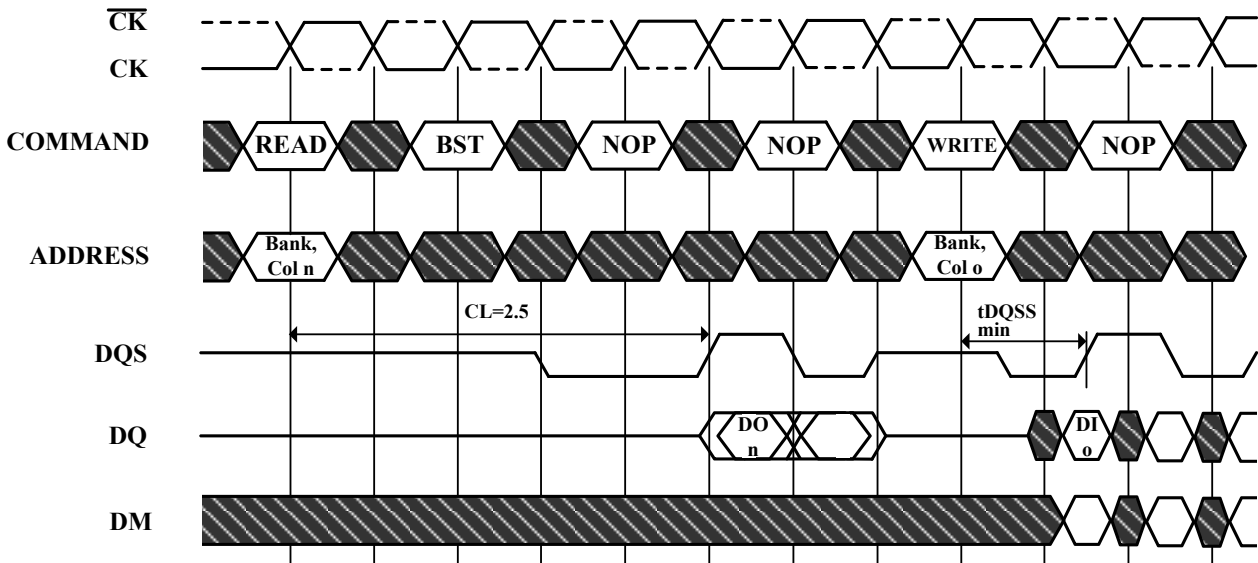 CK
CK
COMMAND
READ
BST
NOP
NOP
WRITE
NOP
ADDRESS
Bank,
Col n
Bank,
Col o
CL=2.5
tDQSS
min
DQS
DQ
DO
n
DI
o
DM